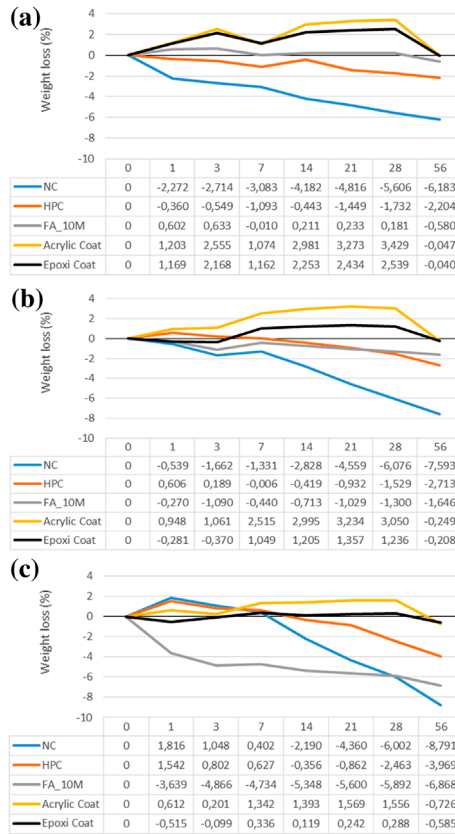 (a)
4
2
0
-2
-4
-6
-8
-10
Weight loss (%)
0 1 3 7 14 21 28 56
NC 0 -2,272 -2,714 -3,083 -4,182 -4,816 -5,606 -6,183
HPC 0 -0,360 -0,549 -1,093 -0,443 -1,449 -1,732 -2,204
FA_10M 0 0,602 0,633 -0,010 0,211 0,233 0,181 -0,580
Acrylic Coat 0 1,203 2,555 1,074 2,981 3,273 3,429 -0,047
Epoxi Coat 0 1,169 2,168 1,162 2,253 2,434 2,539 -0,040
(b)
4
2
0
-2
-4
-6
-8
-10
Weight loss (%)
0 1 3 7 14 21 28 56
NC 0 -0,539 -1,662 -1,331 -2,828 -4,559 -6,076 -7,593
HPC 0 0,606 0,189 -0,006 -0,419 -0,932 -1,529 -2,713
FA_10M 0 -0,270 -1,090 -0,440 -0,713 -1,029 -1,300 -1,646
Acrylic Coat 0 0,948 1,061 2,515 2,995 3,234 3,050 -0,249
Epoxy Coat 0 -0,281 -0,370 1,049 1,205 1,357 1,236 -0,208
(c)
4
2
0
-2
-4
-6
-8
-10
Weight loss (%)
0 1 3 7 14 21 28 56
NC 0 1,816 1,048 0,402 -2,190 -4,360 -6,002 -8,791
HPC 0 1,542 0,802 0,627 -0,356 -0,862 -2,463 -3,969
FA_10M 0 -3,639 -4,866 -4,734 -5,348 -5,600 -5,892 -6,868
Acrylic Coat 0 0,612 0,201 1,342 1,393 1,569 1,556 -0,726
Epoxy Coat 0 -0,515 -0,099 0,336 0,119 0,242 0,288 -0,585